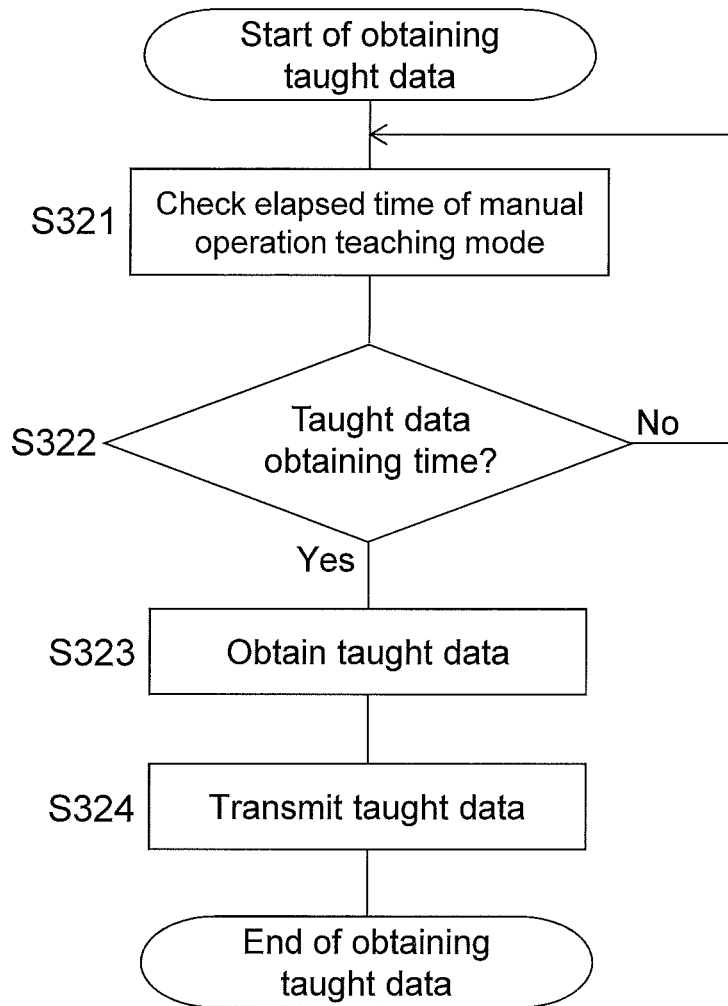 Start of obtaining
taught data
S321
Check elapsed time of manual
operation teaching mode
S322
Taught data
obtaining time?
No
Yes
S323
Obtain taught data
S324
Transmit taught data
End of obtaining
taught data